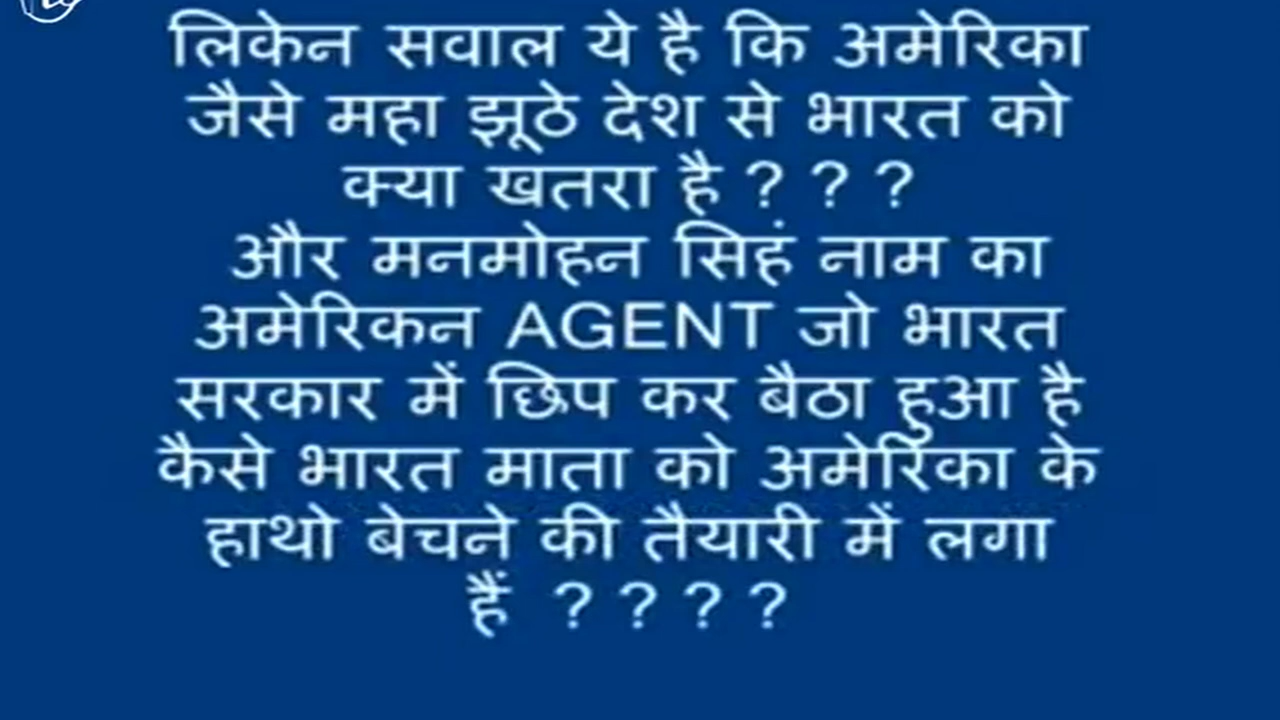 लिकेन सवाल ये है कि अमेरिका
जैसे महा झूठे देश से भारत को
क्या खतरा है ? ? ?
और मनमोहन सिहं नाम का
अमेरिकन AGENT जो भारत
सरकार में छिप कर बैठा हुआ है
कैसे भारत माता को अमेरिका के
हाथो बेचने की तैयारी में लगा
हैं ? ? ? ?